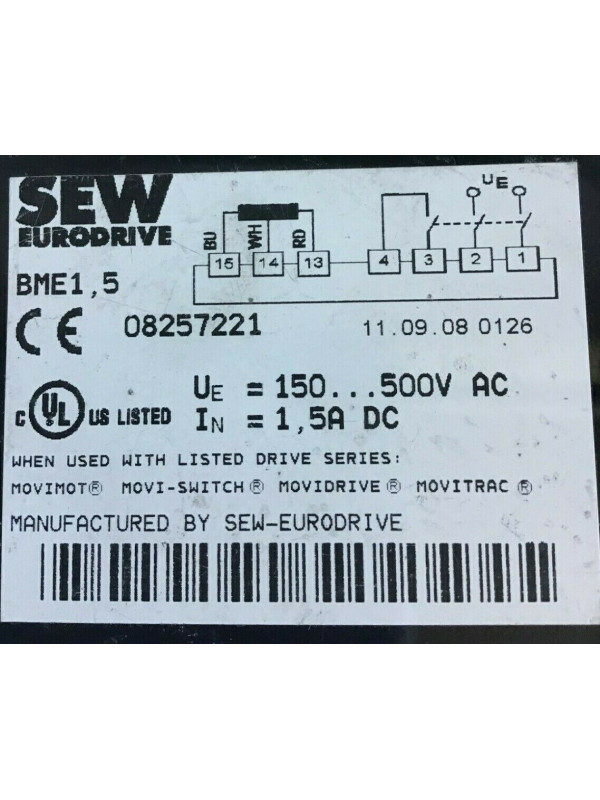 SEW
EURODRIVE
UE
BU WH RD
15 14 13 4 3 2 1
BME1,5
CE 08257221 11.09.08 0126
C UL US LISTED
UE = 150...500V AC
IN = 1,5A DC
WHEN USED WITH LISTED DRIVE SERIES:
MOVIMOT® MOVI-SWITCH® MOVIDRIVE® MOVITRAC ®
MANUFACTURED BY SEW-EURODRIVE